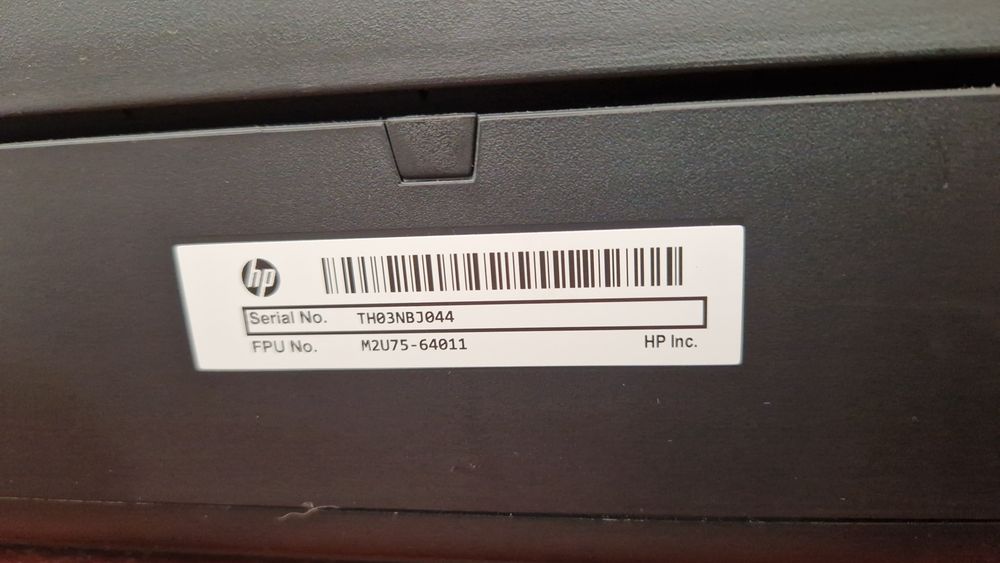 hp
Serial No. TH03NBJ044
FPU No. M2U75-64011 HP Inc.